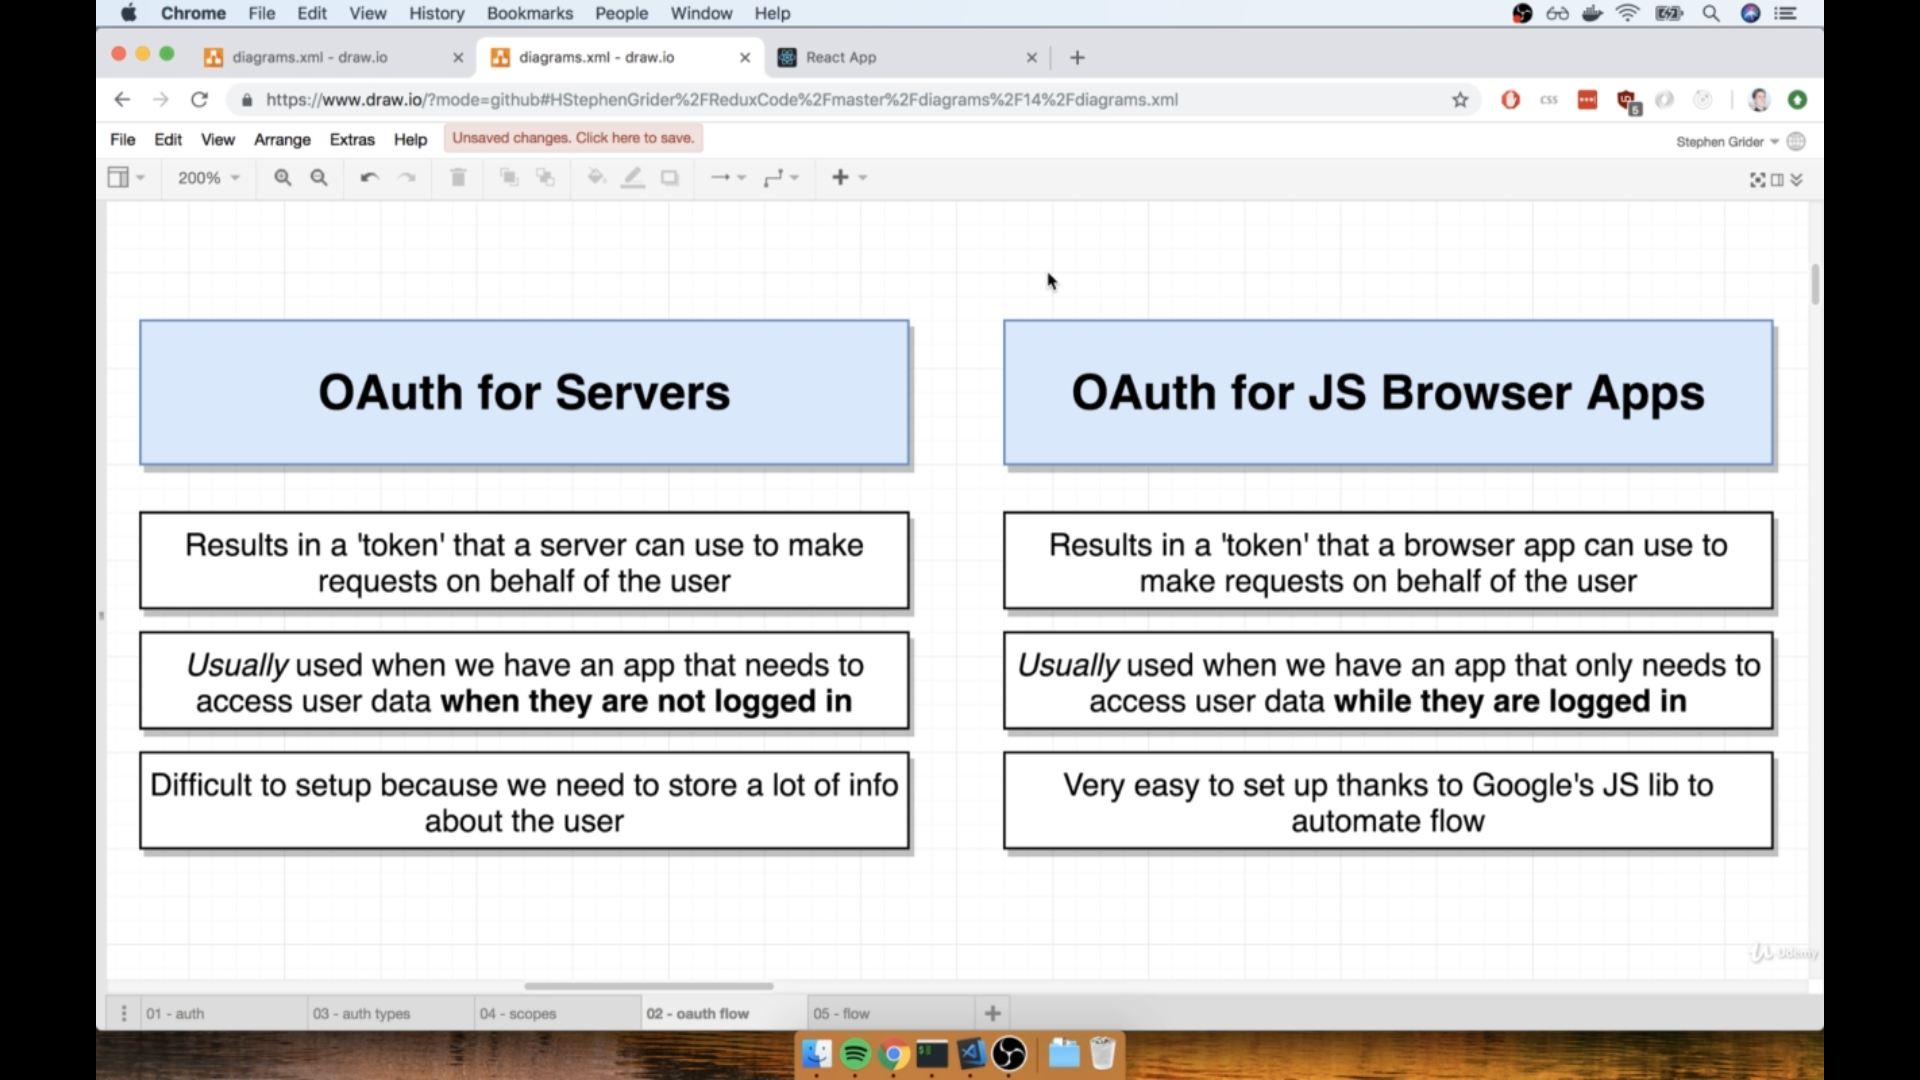 Chrome File Edit View History Bookmarks People Window Help
diagrams.xml - draw.io
diagrams.xml - draw.io
React App
https://www.draw.io/?mode=github#HStephenGrider%2FReduxCode%2Fmaster%2Fdiagrams%2F14%2Fdiagrams.xml
CSS
6
File Edit View Arrange Extras Help
Unsaved changes. Click here to save.
Stephen Grider
200%
OAuth for Servers
Results in a 'token' that a server can use to make
requests on behalf of the user
Usually used when we have an app that needs to
access user data when they are not logged in
Difficult to setup because we need to store a lot of info
about the user
OAuth for JS Browser Apps
Results in a 'token' that a browser app can use to
make requests on behalf of the user
Usually used when we have an app that only needs to
access user data while they are logged in
Very easy to set up thanks to Google's JS lib to
automate flow
Udemy
01 - auth
03 - auth types
04 - scopes
02 - oauth flow
05 - flow